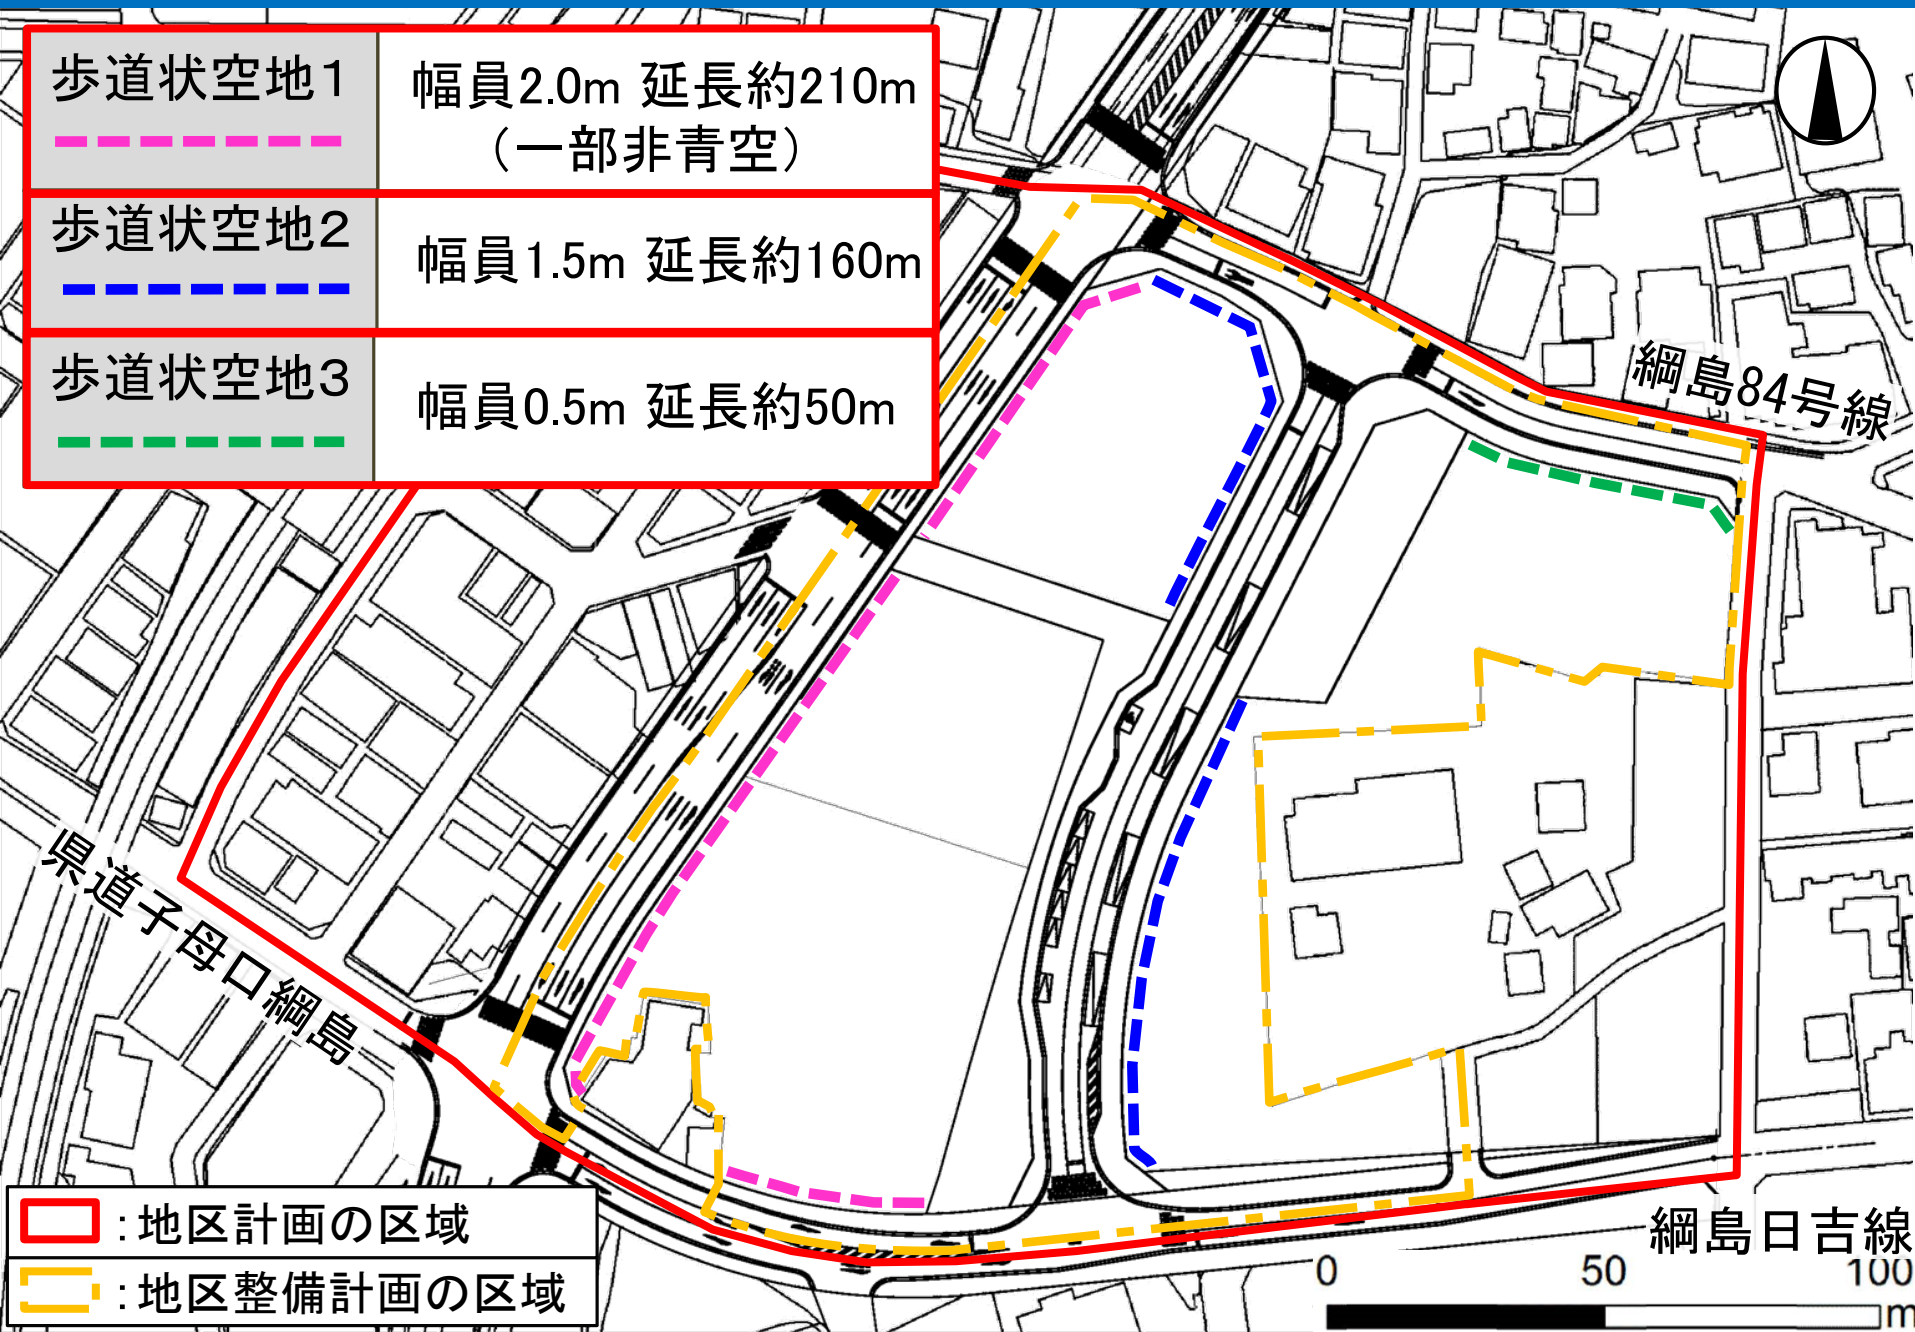 歩道状空地1
幅員2.0m 延長約210m
（一部非青空）
歩道状空地2
幅員1.5m 延長約160m
歩道状空地3
幅員0.5m 延長約50m
綱島84号線
県道子母口綱島
綱島日吉線
：地区計画の区域
：地区整備計画の区域
0 50 100
m